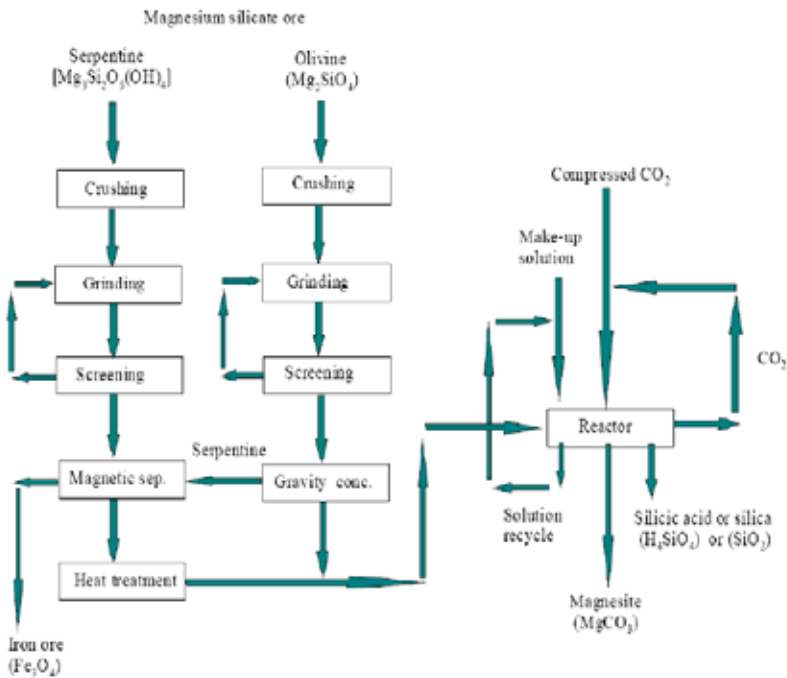 Magnesium silicate ore
Serpentine
[Mg₃Si₂O₅(OH)₄]
Olivine
(Mg₂SiO₄)
Crushing
Crushing
Compressed CO₂
Make-up
solution
Grinding
Grinding
Screening
Screening
CO₂
Reactor
Serpentine
Magnetic sep.
Gravity conc.
Solution
recycle
Silicic acid or silica
(H₄SiO₄) or (SiO₂)
Heat treatment
Magnesite
(MgCO₃)
Iron ore
(Fe₃O₄)